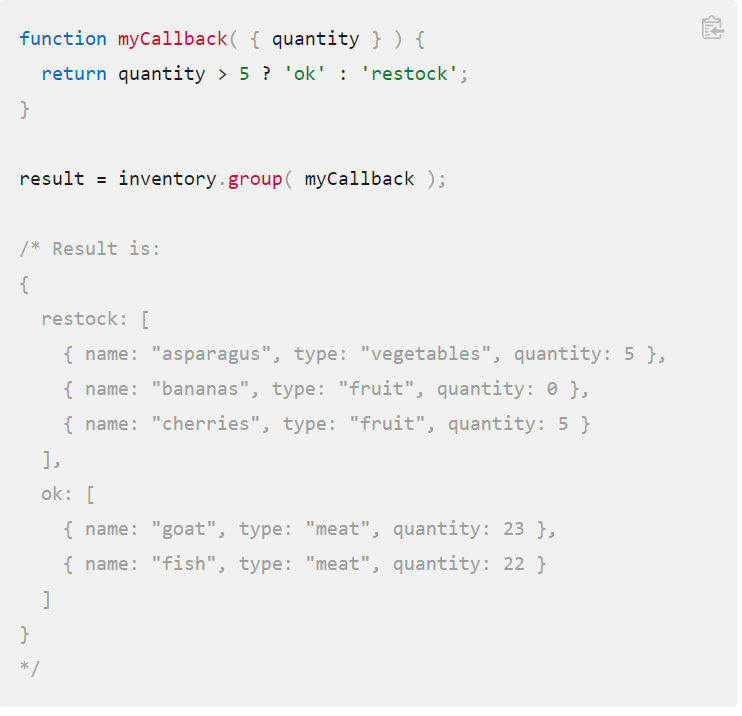 function myCallback( { quantity } ) {
  return quantity > 5 ? 'ok' : 'restock';
}

result = inventory.group( myCallback );

/* Result is:
{
  restock: [
    { name: "asparagus", type: "vegetables", quantity: 5 },
    { name: "bananas", type: "fruit", quantity: 0 },
    { name: "cherries", type: "fruit", quantity: 5 }
  ],
  ok: [
    { name: "goat", type: "meat", quantity: 23 },
    { name: "fish", type: "meat", quantity: 22 }
  ]
}
*/